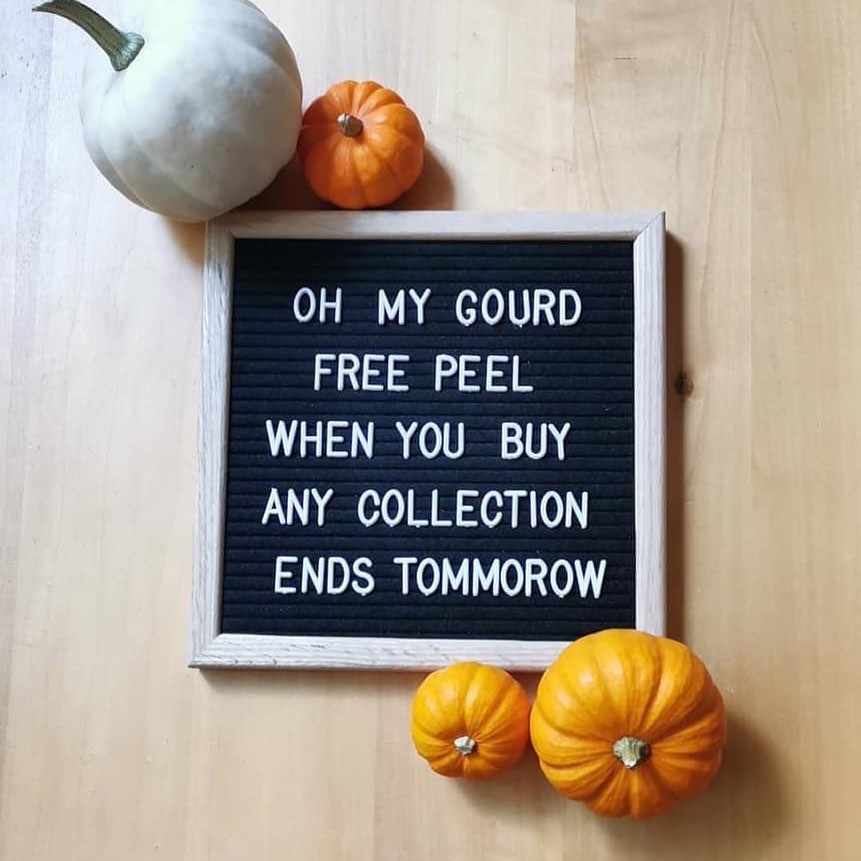 OH MY GOURD
FREE PEEL
WHEN YOU BUY
ANY COLLECTION
ENDS TOMMOROW